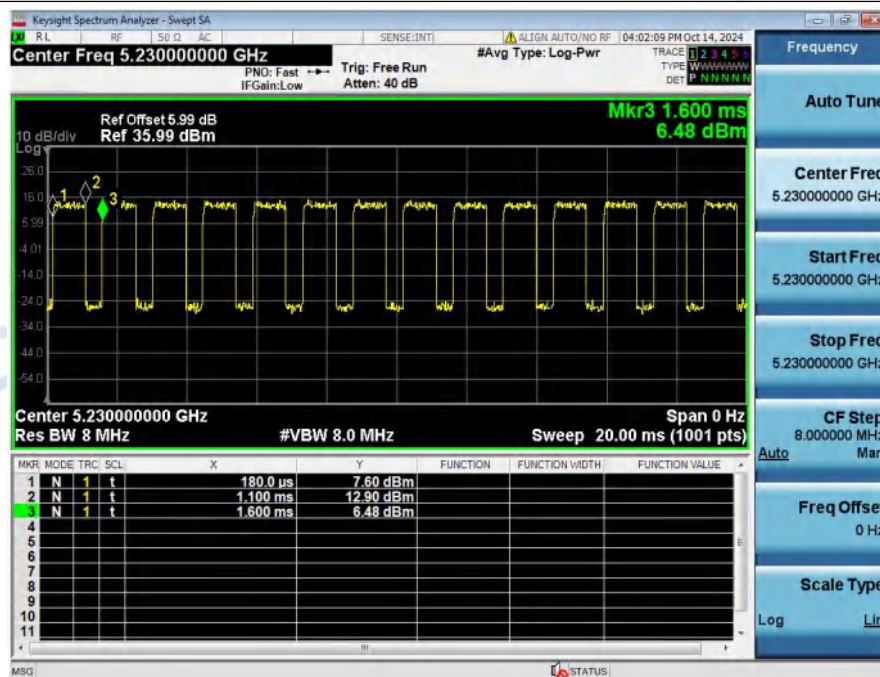 Keysight Spectrum Analyzer - Swept SA
RL RF 50 Ω AC SENSE:INT ALIGN AUTO/NO RF 04:02:09 PM Oct 14, 2024
Center Freq 5.230000000 GHz
PNO: Fast
IFGain:Low
Trig: Free Run
Atten: 40 dB
#Avg Type: Log-Pwr
TRACE 1 2 3 4 5 6
TYPE WWWWWW
DET P N N N N N
Mkr3 1.600 ms
6.48 dBm
Ref Offset 5.99 dB
10 dB/div Ref 35.99 dBm
Log
26.0
16.0
5.99
-4.01
-14.0
-24.0
-34.0
-44.0
-54.0
1
2
3
Center 5.230000000 GHz Span 0 Hz
Res BW 8 MHz #VBW 8.0 MHz Sweep 20.00 ms (1001 pts)
MKR MODE TRC SCL X Y FUNCTION FUNCTION WIDTH FUNCTION VALUE
1 N 1 t 180.0 µs 7.60 dBm
2 N 1 t 1.100 ms 12.90 dBm
3 N 1 t 1.600 ms 6.48 dBm
4
5
6
7
8
9
10
11
MSG STATUS
Frequency
Auto Tune
Center Freq
5.230000000 GHz
Start Freq
5.230000000 GHz
Stop Freq
5.230000000 GHz
CF Step
8.000000 MHz
Auto Man
Freq Offset
0 Hz
Scale Type
Log Lin